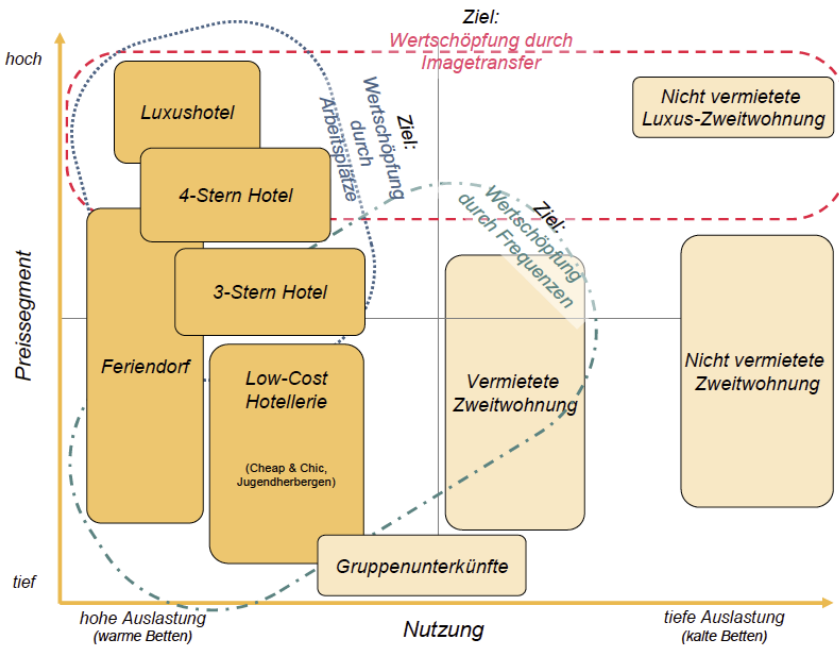 Ziel:
Wertschöpfung durch
Imagetransfer
hoch
Luxushotel
Nicht vermietete
Luxus-Zweitwohnung
Ziel:
Wertschöpfung
durch
Arbeitsplätze
4-Stern Hotel
Ziel:
Wertschöpfung
durch Frequenzen
3-Stern Hotel
Preissegment
Feriendorf
Low-Cost
Hotellerie
(Cheap & Chic,
Jugendherbergen)
Vermietete
Zweitwohnung
Nicht vermietete
Zweitwohnung
Gruppenunterkünfte
tief
hohe Auslastung
(warme Betten)
Nutzung
tiefe Auslastung
(kalte Betten)